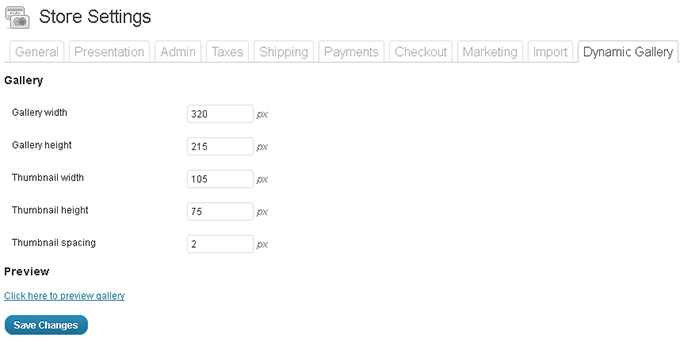 Store Settings
General Presentation Admin Taxes Shipping Payments Checkout Marketing Import Dynamic Gallery
Gallery
Gallery width 320 px
Gallery height 215 px
Thumbnail width 105 px
Thumbnail height 75 px
Thumbnail spacing 2 px
Preview
Click here to preview gallery
Save Changes